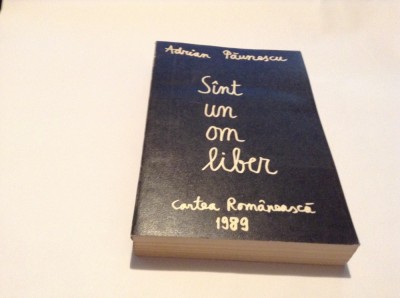 Adrian Păunescu
Sînt
un
om
liber
Cartea Românească
1989